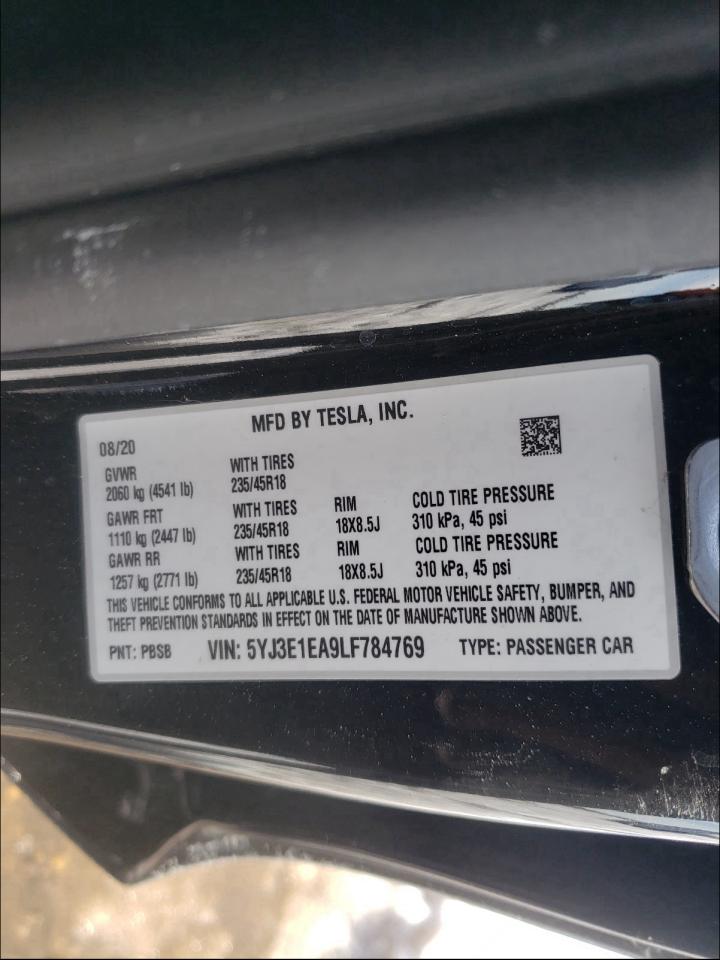 MFD BY TESLA, INC.
08/20
GVWR WITH TIRES
2060 kg (4541 lb) 235/45R18
GAWR FRT WITH TIRES RIM COLD TIRE PRESSURE
1110 kg (2447 lb) 235/45R18 18X8.5J 310 kPa, 45 psi
GAWR RR WITH TIRES RIM COLD TIRE PRESSURE
1257 kg (2771 lb) 235/45R18 18X8.5J 310 kPa, 45 psi
THIS VEHICLE CONFORMS TO ALL APPLICABLE U.S. FEDERAL MOTOR VEHICLE SAFETY, BUMPER, AND
THEFT PREVENTION STANDARDS IN EFFECT ON THE DATE OF MANUFACTURE SHOWN ABOVE.
PNT: PBSB VIN: 5YJ3E1EA9LF784769 TYPE: PASSENGER CAR